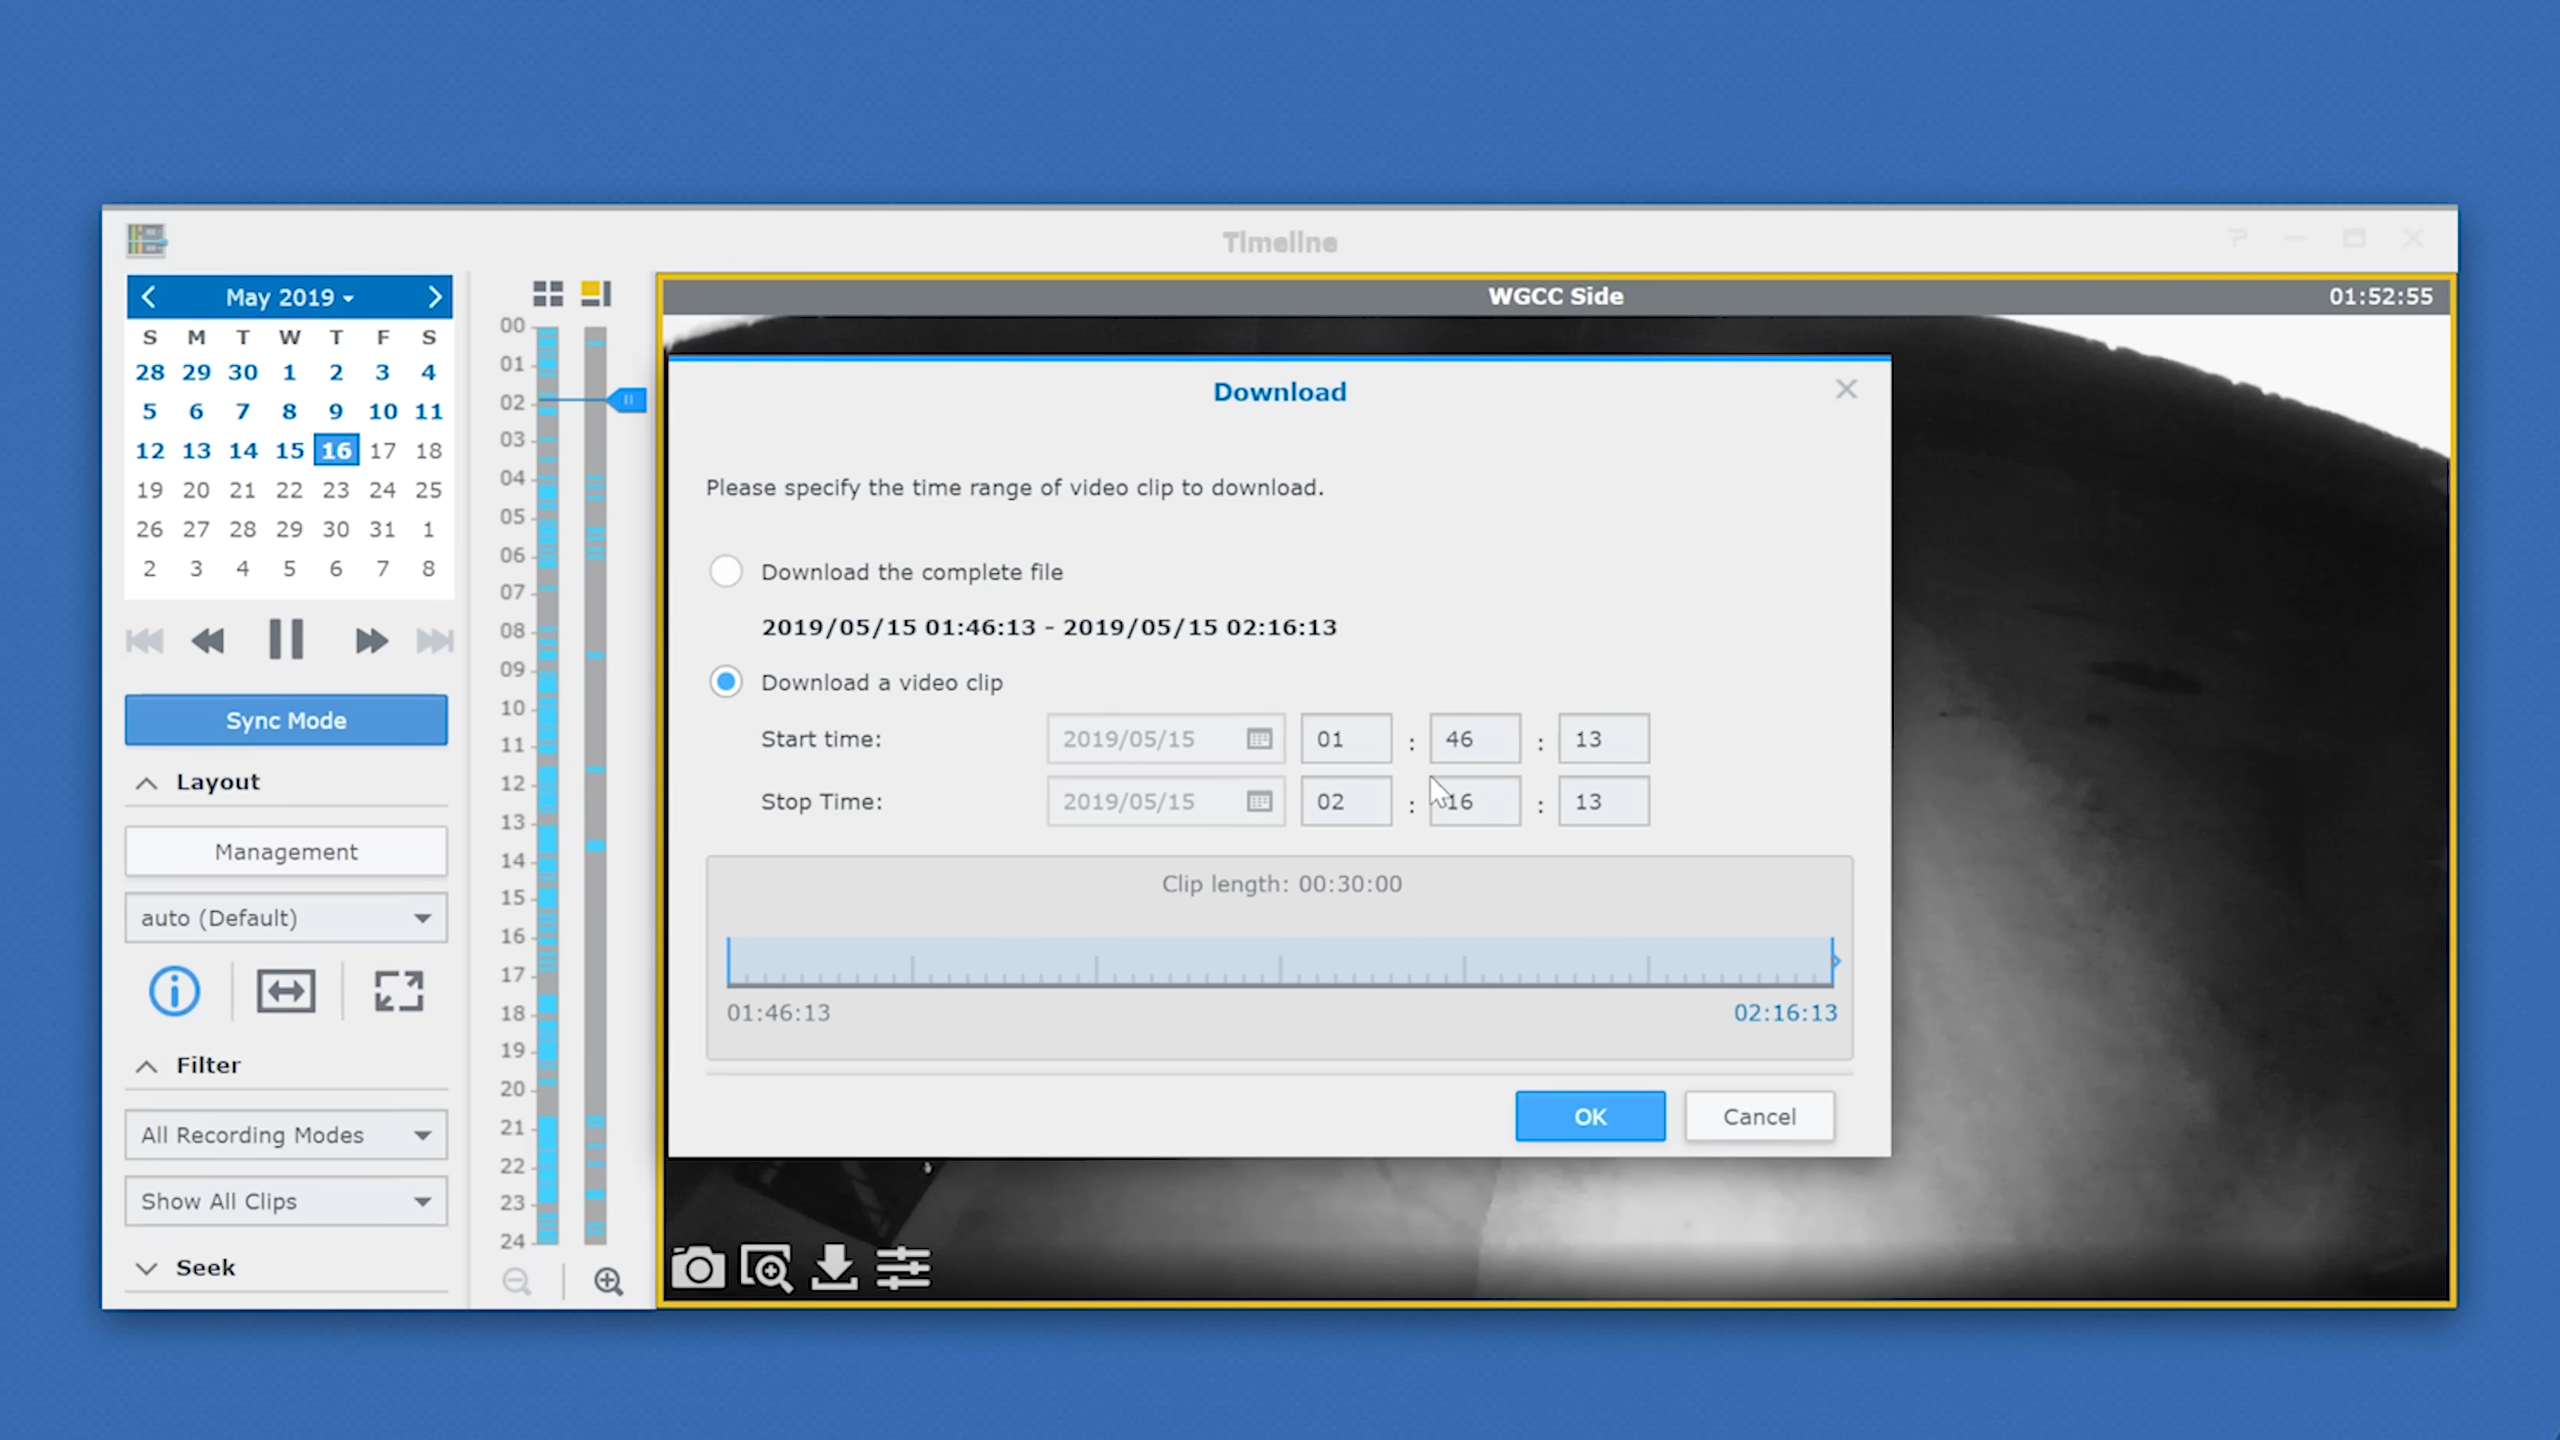 Timeline
May 2019
S M T W T F S
28 29 30 1 2 3 4
5 6 7 8 9 10 11
12 13 14 15 16 17 18
19 20 21 22 23 24 25
26 27 28 29 30 31 1
2 3 4 5 6 7 8
Sync Mode
Layout
Management
auto (Default)
Filter
All Recording Modes
Show All Clips
Seek
00
01
02
03
04
05
06
07
08
09
10
11
12
13
14
15
16
17
18
19
20
21
22
23
24
WGCC Side 01:52:55
Download
Please specify the time range of video clip to download.
Download the complete file
2019/05/15 01:46:13 - 2019/05/15 02:16:13
Download a video clip
Start time: 2019/05/15 01 : 46 : 13
Stop Time: 2019/05/15 02 : 16 : 13
Clip length: 00:30:00
01:46:13 02:16:13
OK Cancel